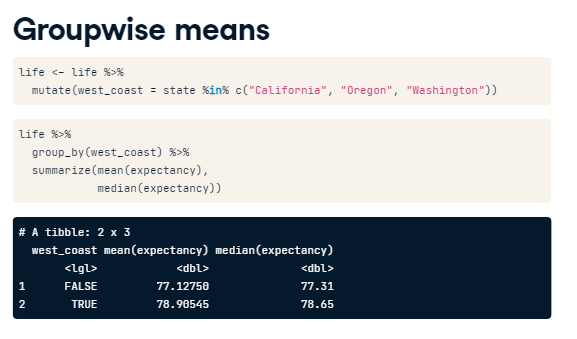 Groupwise means
life <- life %>%
  mutate(west_coast = state %in% c("California", "Oregon", "Washington"))
life %>%
  group_by(west_coast) %>%
  summarize(mean(expectancy),
            median(expectancy))
# A tibble: 2 x 3
  west_coast mean(expectancy) median(expectancy)
       <lgl>            <dbl>              <dbl>
1      FALSE         77.12750              77.31
2       TRUE         78.90545              78.65